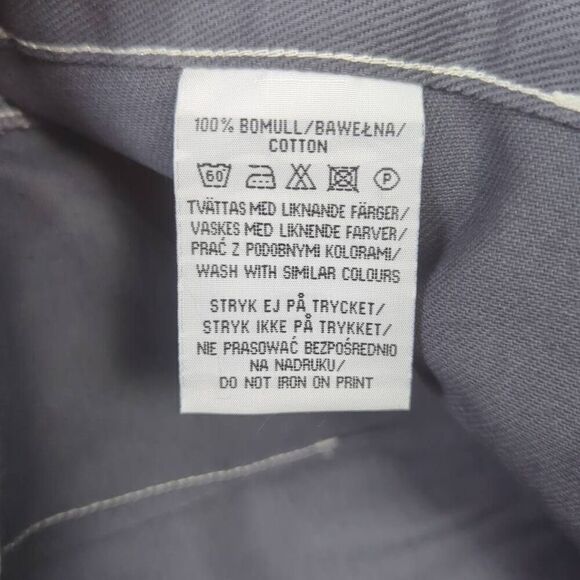 100% BOMULL/BAWEŁNA/
COTTON
60 P
TVÄTTAS MED LIKNANDE FÄRGER/
VASKES MED LIKNENDE FARVER/
PRAĆ Z PODOBNYMI KOLORAMI/
WASH WITH SIMILAR COLOURS
STRYK EJ PÅ TRYCKET/
STRYK IKKE PÅ TRYKKET/
NIE PRASOWAĆ BEZPOŚREDNIO
NA NADRUKU/
DO NOT IRON ON PRINT